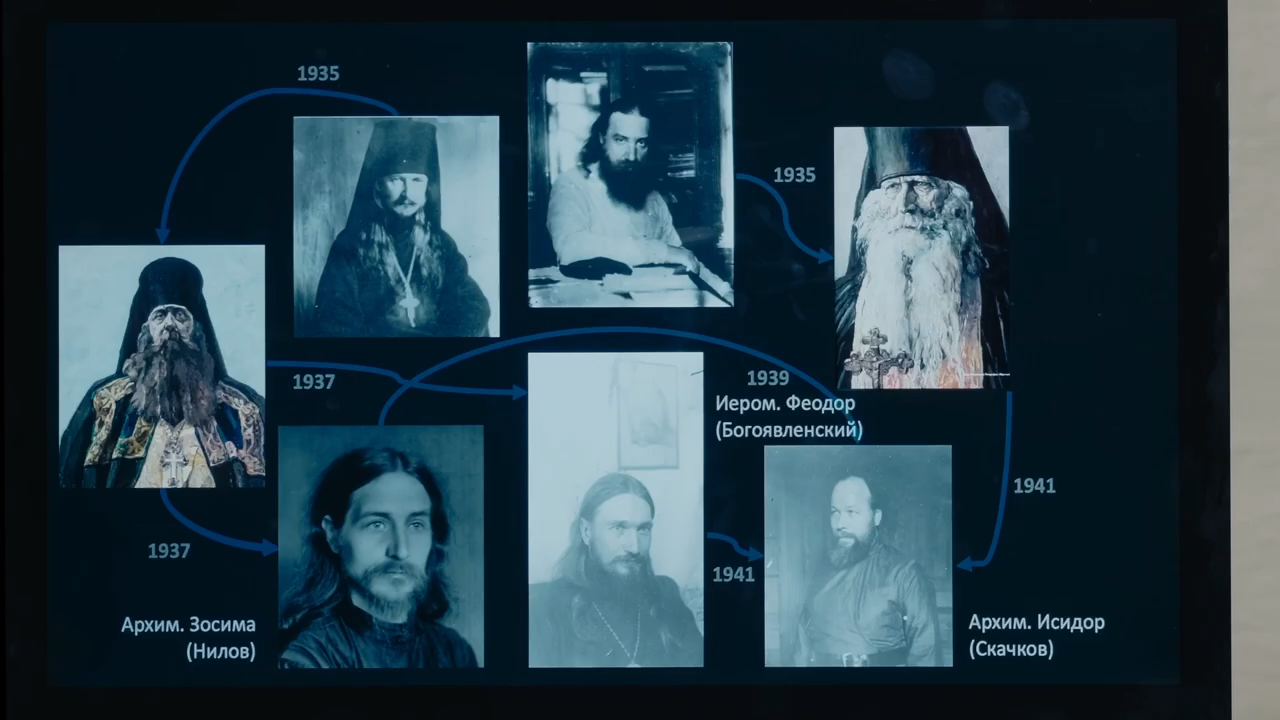 1935
1935
1937
1939
Иером. Феодор
(Богоявленский)
1941
1937
1941
Архим. Зосима
(Нилов)
Архим. Исидор
(Скачков)